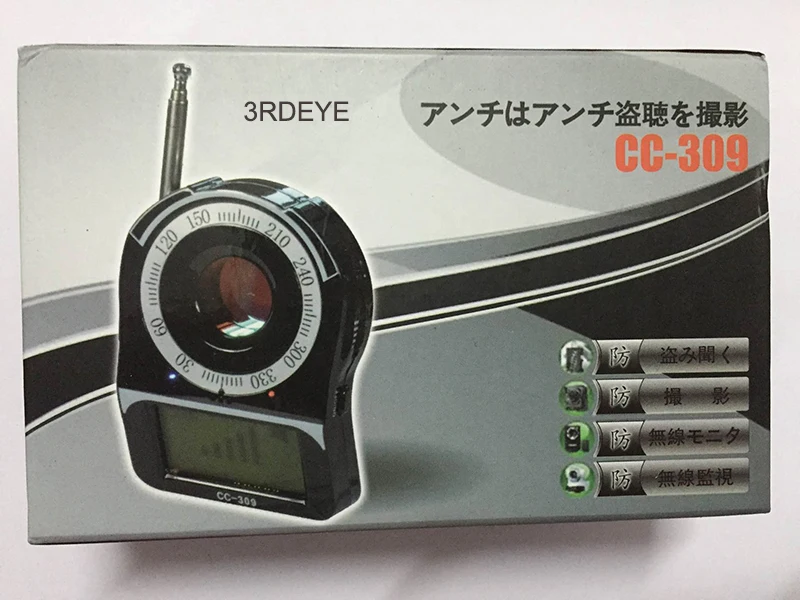 3RDEYE
アンチはアンチ盗聴を撮影
CC-309
150
210
120
240
60
30
330
300
防 盗み聞く
防 撮 影
防 無線モニタ
防 無線監視
CC-309